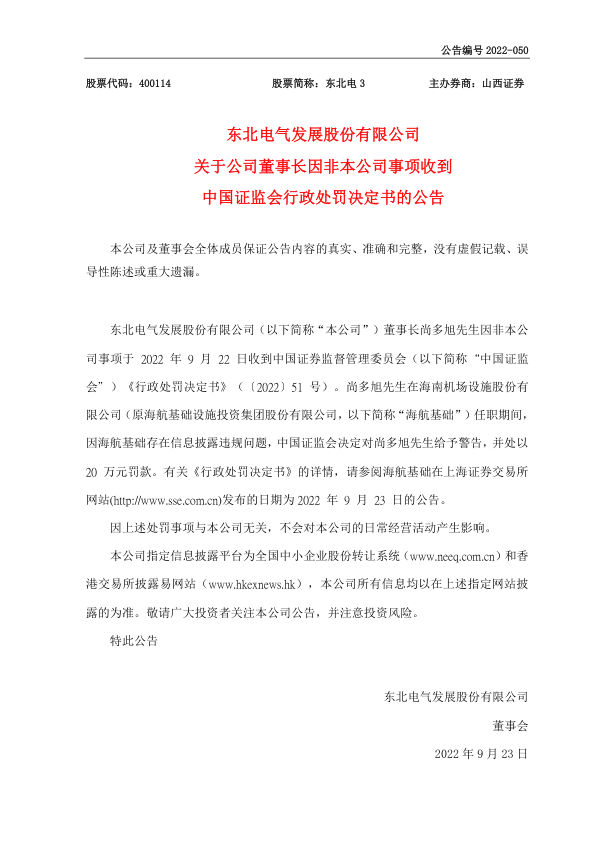 公告编号 2022-050
股票代码：400114 股票简称：东北电 3 主办券商：山西证券
东北电气发展股份有限公司
关于公司董事长因非本公司事项收到
中国证监会行政处罚决定书的公告
本公司及董事会全体成员保证公告内容的真实、准确和完整，没有虚假记载、误
导性陈述或重大遗漏。
东北电气发展股份有限公司（以下简称“本公司”）董事长尚多旭先生因非本公
司事项于 2022 年 9 月 22 日收到中国证券监督管理委员会（以下简称“中国证监
会”）《行政处罚决定书》（〔2022〕51 号）。尚多旭先生在海南机场设施股份有
限公司（原海航基础设施投资集团股份有限公司，以下简称“海航基础”）任职期间，
因海航基础存在信息披露违规问题，中国证监会决定对尚多旭先生给予警告，并处以
20 万元罚款。有关《行政处罚决定书》的详情，请参阅海航基础在上海证券交易所
网站(http://www.sse.com.cn)发布的日期为2022 年 9 月 23 日的公告。
因上述处罚事项与本公司无关，不会对本公司的日常经营活动产生影响。
本公司指定信息披露平台为全国中小企业股份转让系统（www.neeq.com.cn）和香
港交易所披露易网站（www.hkexnews.hk），本公司所有信息均以在上述指定网站披
露的为准。敬请广大投资者关注本公司公告，并注意投资风险。
特此公告
东北电气发展股份有限公司
董事会
2022 年 9 月 23 日